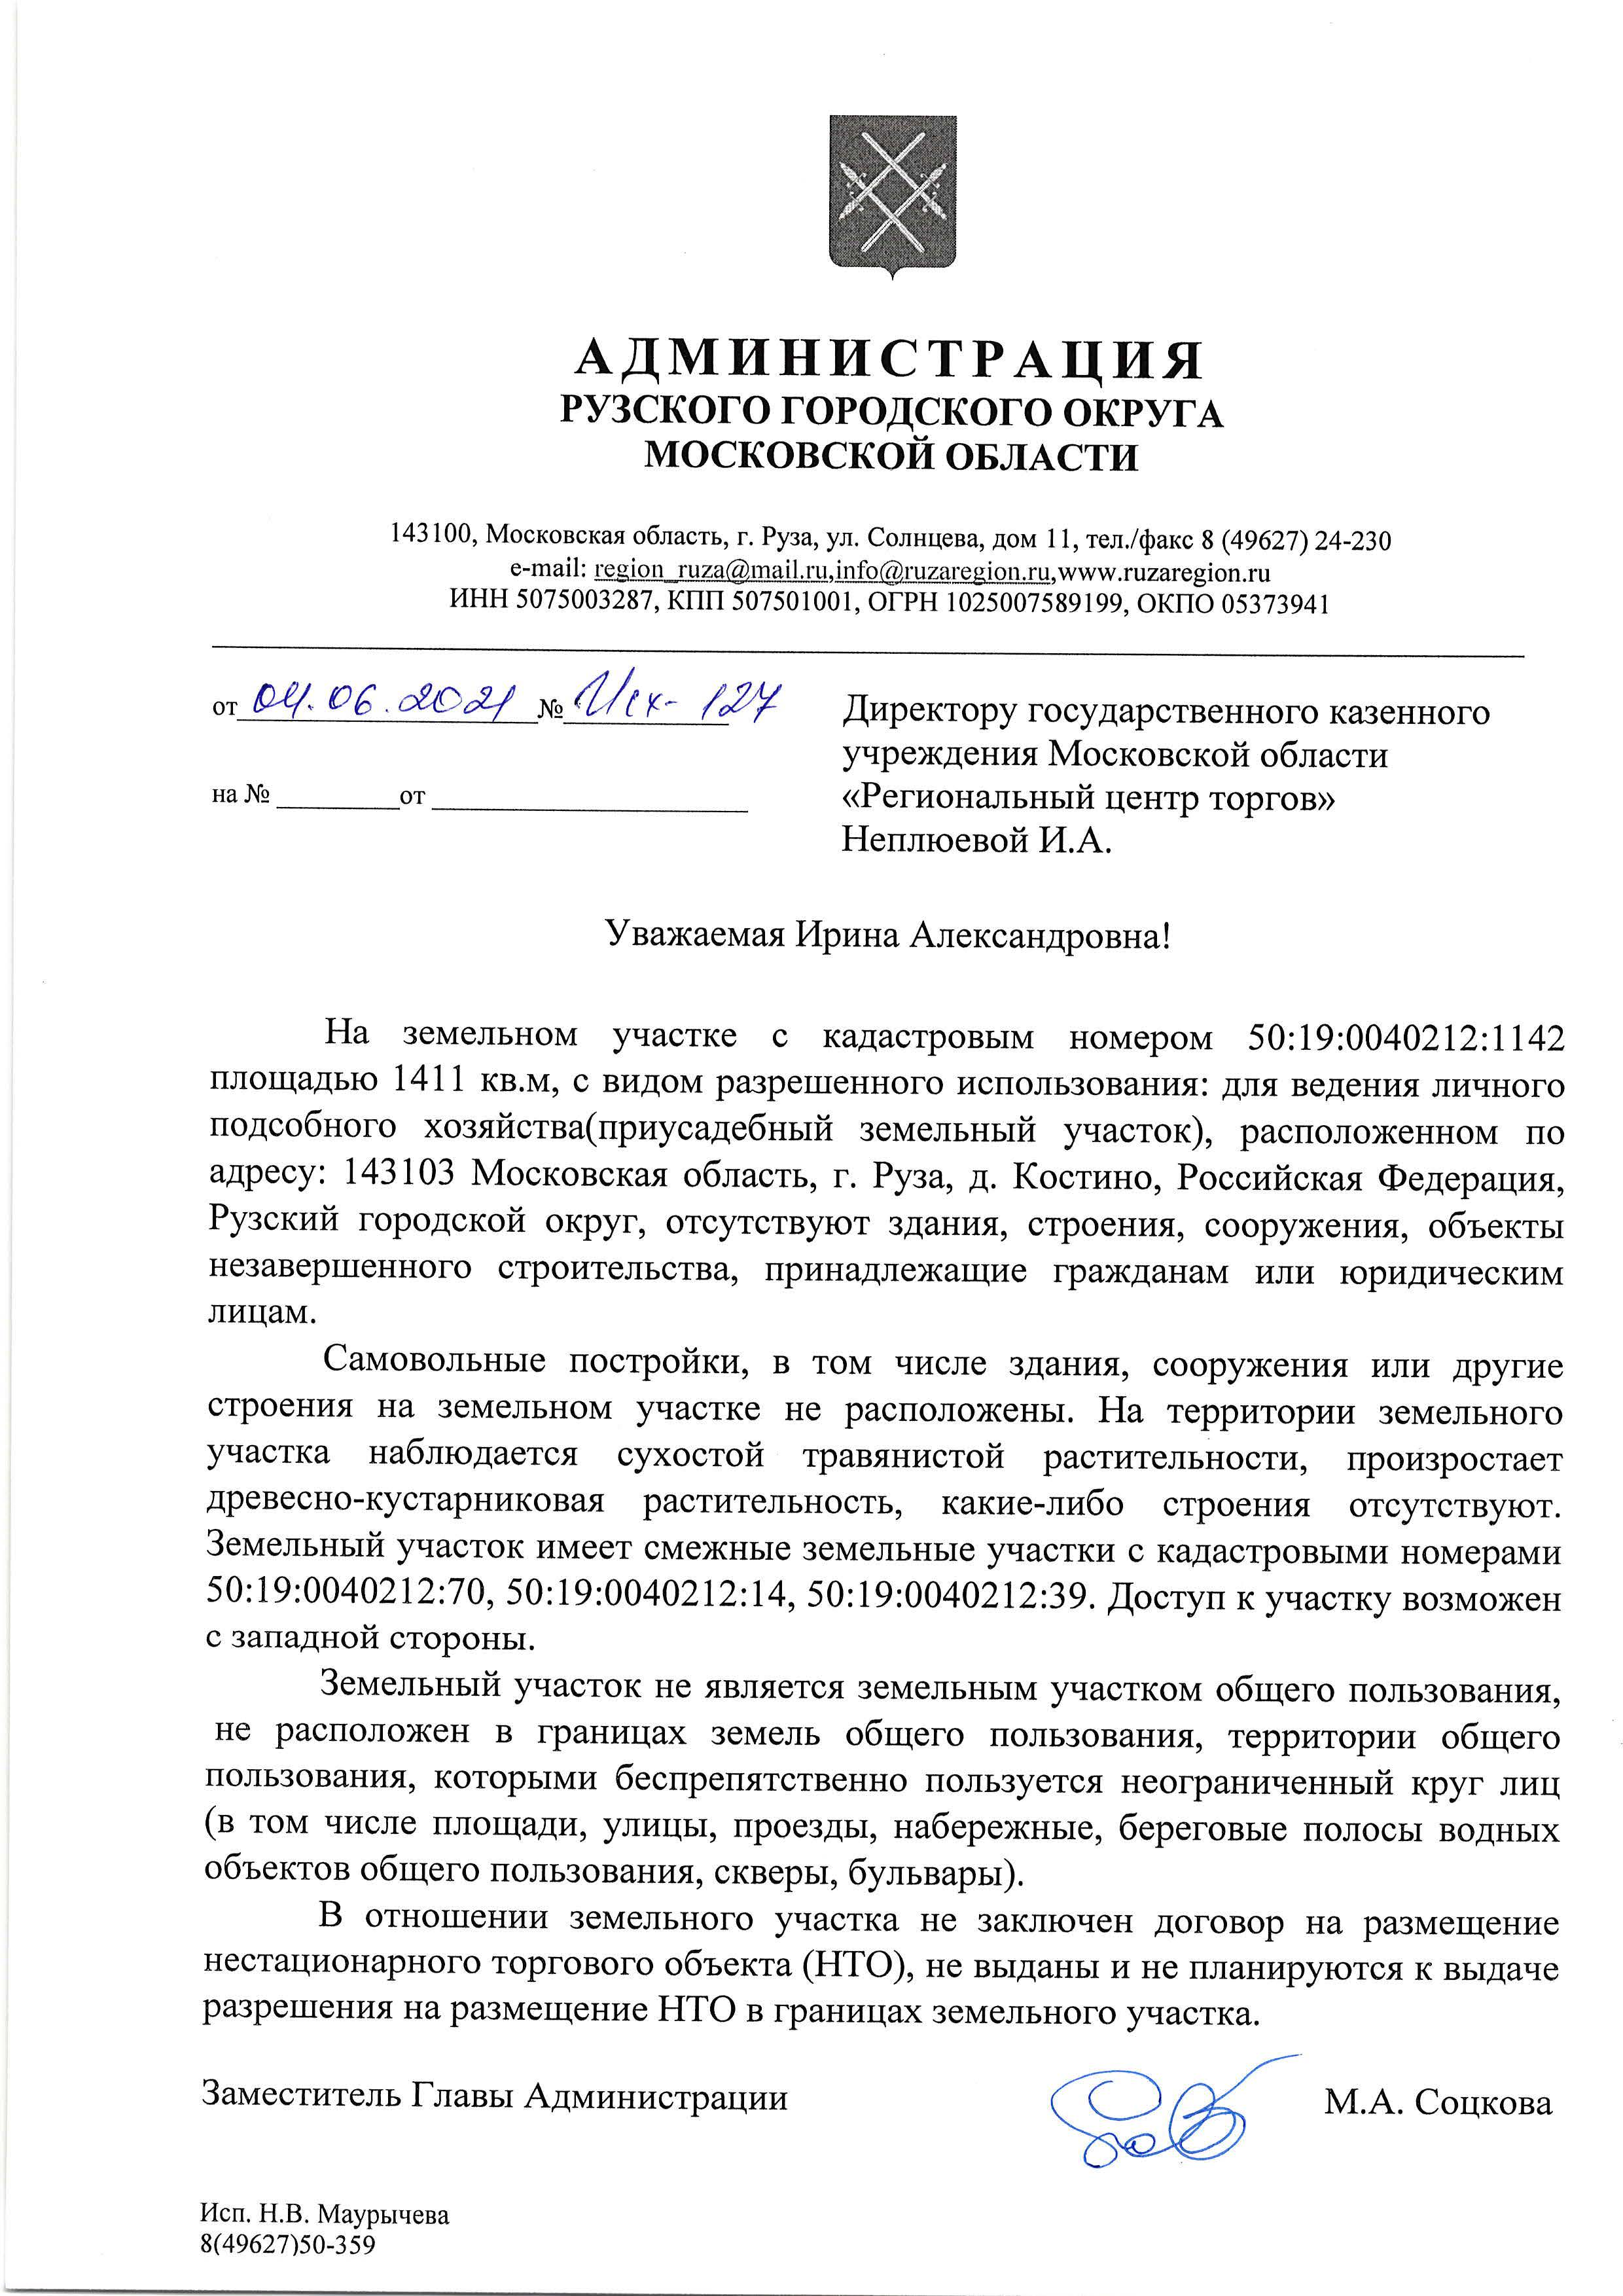 АДМИНИСТРАЦИЯ
РУЗСКОГО ГОРОДСКОГО ОКРУГА
МОСКОВСКОЙ ОБЛАСТИ
143100, Московская область, г. Руза, ул. Солнцева, дом 11, тел./факс 8 (49627) 24-230
e-mail: region_ruza@mail.ru,info@ruzaregion.ru,www.ruzaregion.ru
ИНН 5075003287, КПП 507501001, ОГРН 1025007589199, ОКПО 05373941
от 04.06.2021 № Исх- 127
на № _________от _______________________
Директору государственного казенного
учреждения Московской области
«Региональный центр торгов»
Неплюевой И.А.
Уважаемая Ирина Александровна!
На земельном участке с кадастровым номером 50:19:0040212:1142
площадью 1411 кв.м, с видом разрешенного использования: для ведения личного
подсобного хозяйства(приусадебный земельный участок), расположенном по
адресу: 143103 Московская область, г. Руза, д. Костино, Российская Федерация,
Рузский городской округ, отсутствуют здания, строения, сооружения, объекты
незавершенного строительства, принадлежащие гражданам или юридическим
лицам.
Самовольные постройки, в том числе здания, сооружения или другие
строения на земельном участке не расположены. На территории земельного
участка наблюдается сухостой травянистой растительности, произростает
древесно-кустарниковая растительность, какие-либо строения отсутствуют.
Земельный участок имеет смежные земельные участки с кадастровыми номерами
50:19:0040212:70, 50:19:0040212:14, 50:19:0040212:39. Доступ к участку возможен
с западной стороны.
Земельный участок не является земельным участком общего пользования,
не расположен в границах земель общего пользования, территории общего
пользования, которыми беспрепятственно пользуется неограниченный круг лиц
(в том числе площади, улицы, проезды, набережные, береговые полосы водных
объектов общего пользования, скверы, бульвары).
В отношении земельного участка не заключен договор на размещение
нестационарного торгового объекта (НТО), не выданы и не планируются к выдаче
разрешения на размещение НТО в границах земельного участка.
Заместитель Главы Администрации
М.А. Соцкова
Исп. Н.В. Маурычева
8(49627)50-359